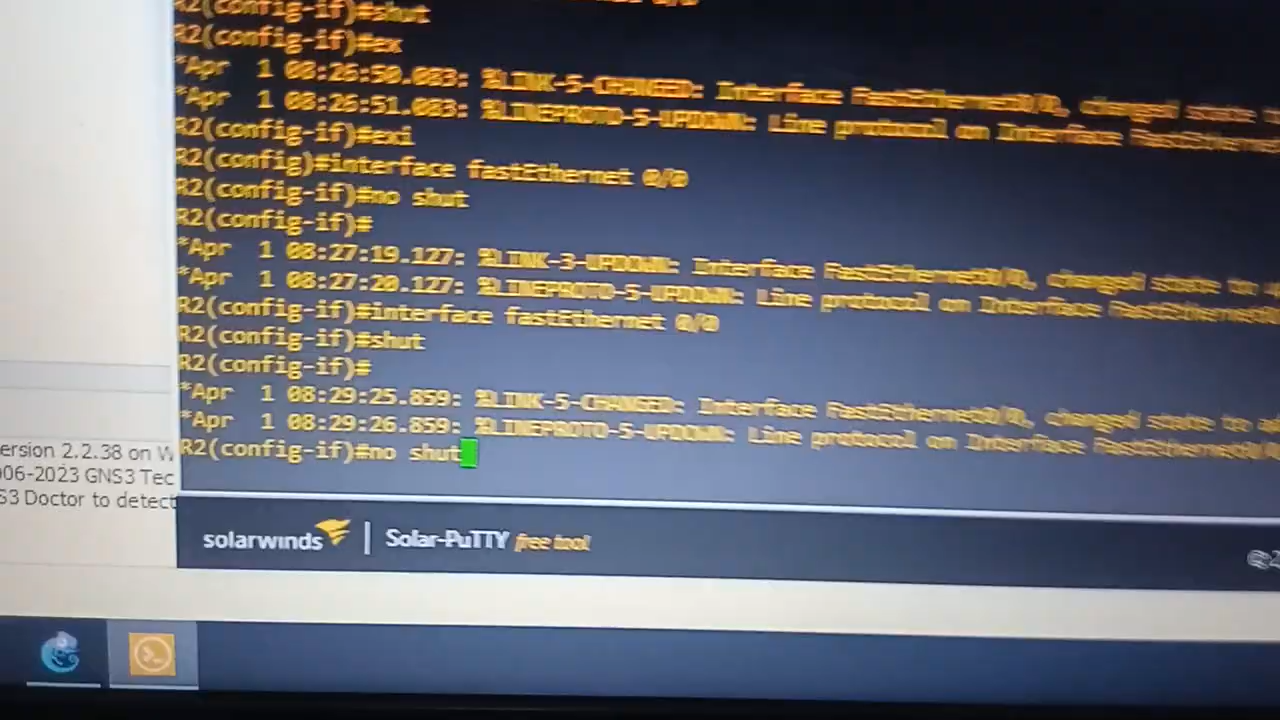 0/0
R2(config-if)#shut
R2(config-if)#ex
*Apr  1 08:26:50.083: %LINK-5-CHANGED: Interface FastEthernet0/0, changed state to
*Apr  1 08:26:51.083: %LINEPROTO-5-UPDOWN: Line protocol on Interface FastEthernet
R2(config-if)#exi
R2(config)#interface fastEthernet 0/0
R2(config-if)#no shut
R2(config-if)#
*Apr  1 08:27:19.127: %LINK-3-UPDOWN: Interface FastEthernet0/0, changed state to
*Apr  1 08:27:20.127: %LINEPROTO-5-UPDOWN: Line protocol on Interface FastEthernet0
R2(config-if)#interface fastEthernet 0/0
R2(config-if)#shut
R2(config-if)#
*Apr  1 08:29:25.859: %LINK-5-CHANGED: Interface FastEthernet0/0, changed state to
*Apr  1 08:29:26.859: %LINEPROTO-5-UPDOWN: Line protocol on Interface FastEthernet0
R2(config-if)#no shut
ersion 2.2.38 on W
06-2023 GNS3 Tec
S3 Doctor to detect
solarwinds | Solar-PuTTY free tool